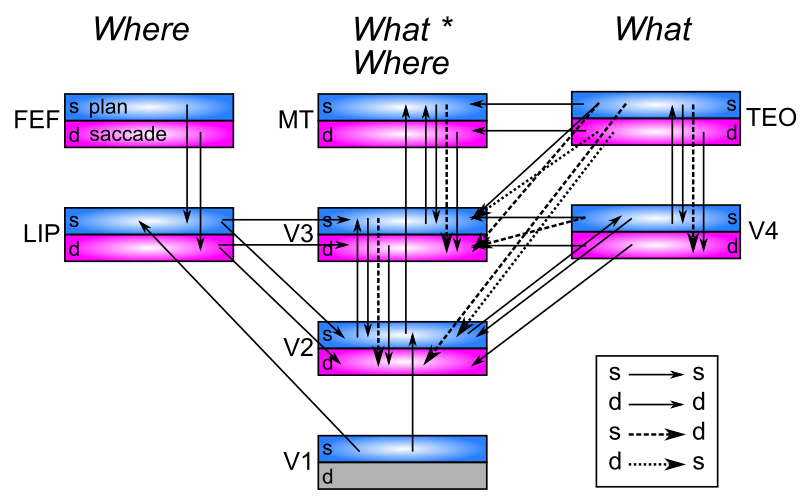 Where
What *
Where
What
FEF
s plan
d saccade
MT
s
d
TEO
s
d
LIP
s
d
V3
s
d
V4
s
d
V2
s
d
V1
s
d
s s
d d
s d
d s